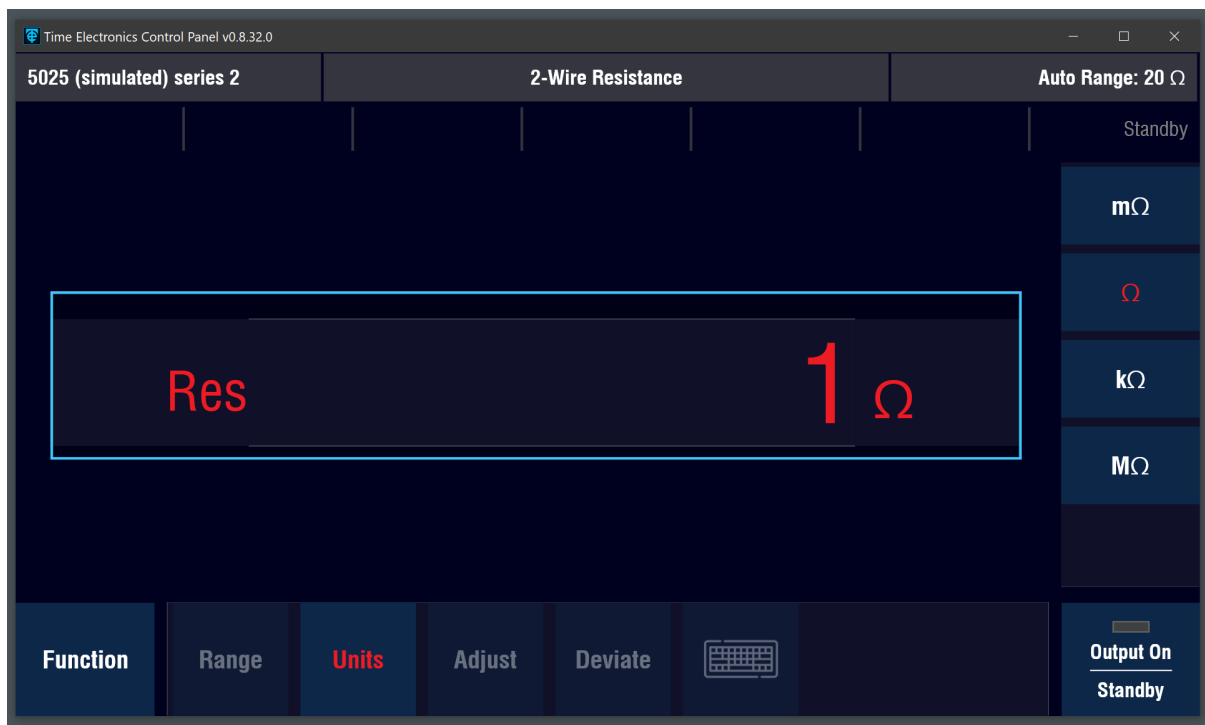 Time Electronics Control Panel v0.8.32.0
5025 (simulated) series 2
2-Wire Resistance
Auto Range: 20 Ω
Standby
mΩ
Ω
kΩ
MΩ
Res 1 Ω
Function
Range
Units
Adjust
Deviate
Output On
Standby